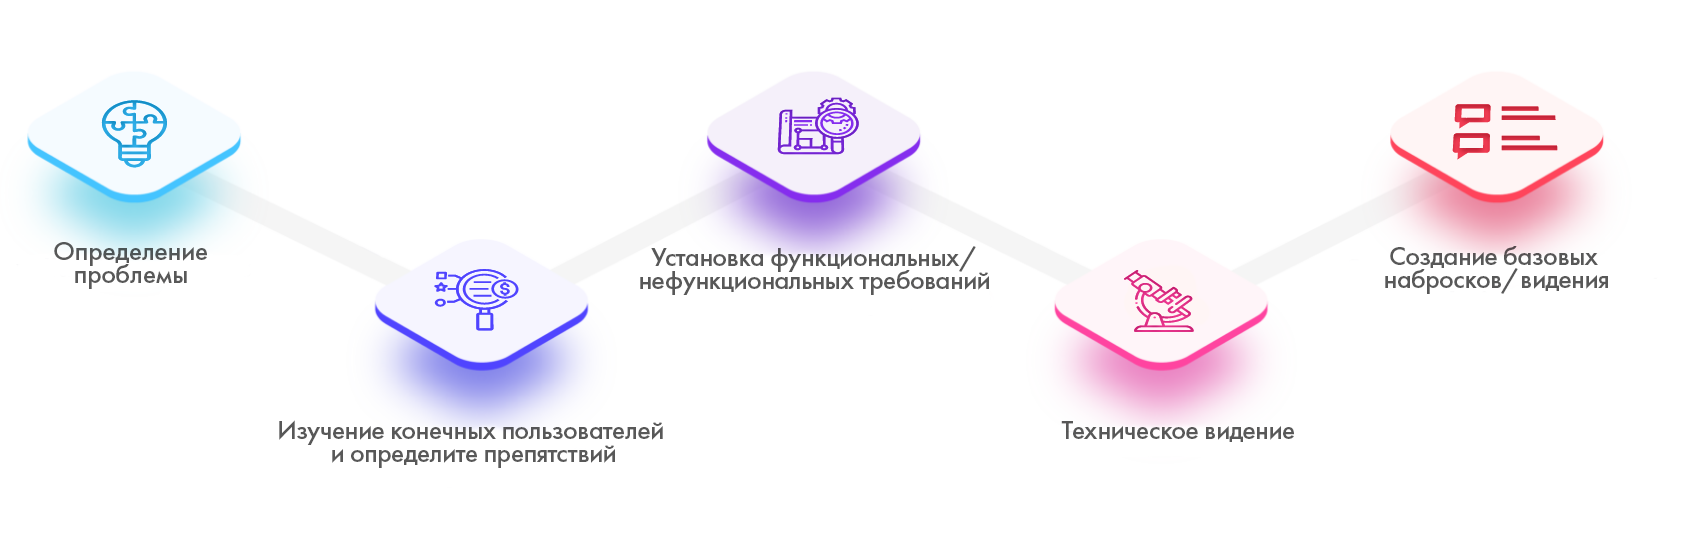 Определение
проблемы
Изучение конечных пользователей
и определите препятствий
Установка функциональных/
нефункциональных требований
Техническое видение
Создание базовых
набросков/ видения